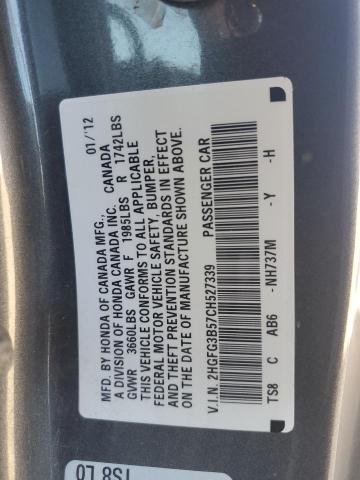 MFD. BY HONDA OF CANADA MFG., 01/'12
A DIVISION OF HONDA CANADA INC. CANADA
GVWR 3660LBS GAWR F 1985LBS R 1742LBS
THIS VEHICLE CONFORMS TO ALL APPLICABLE
FEDERAL MOTOR VEHICLE SAFETY, BUMPER,
AND THEFT PREVENTION STANDARDS IN EFFECT
ON THE DATE OF MANUFACTURE SHOWN ABOVE.
V.I.N. 2HGFG3B57CH527339 PASSENGER CAR
TS8 C AB6 -NH737M -Y -H
TS8 L0